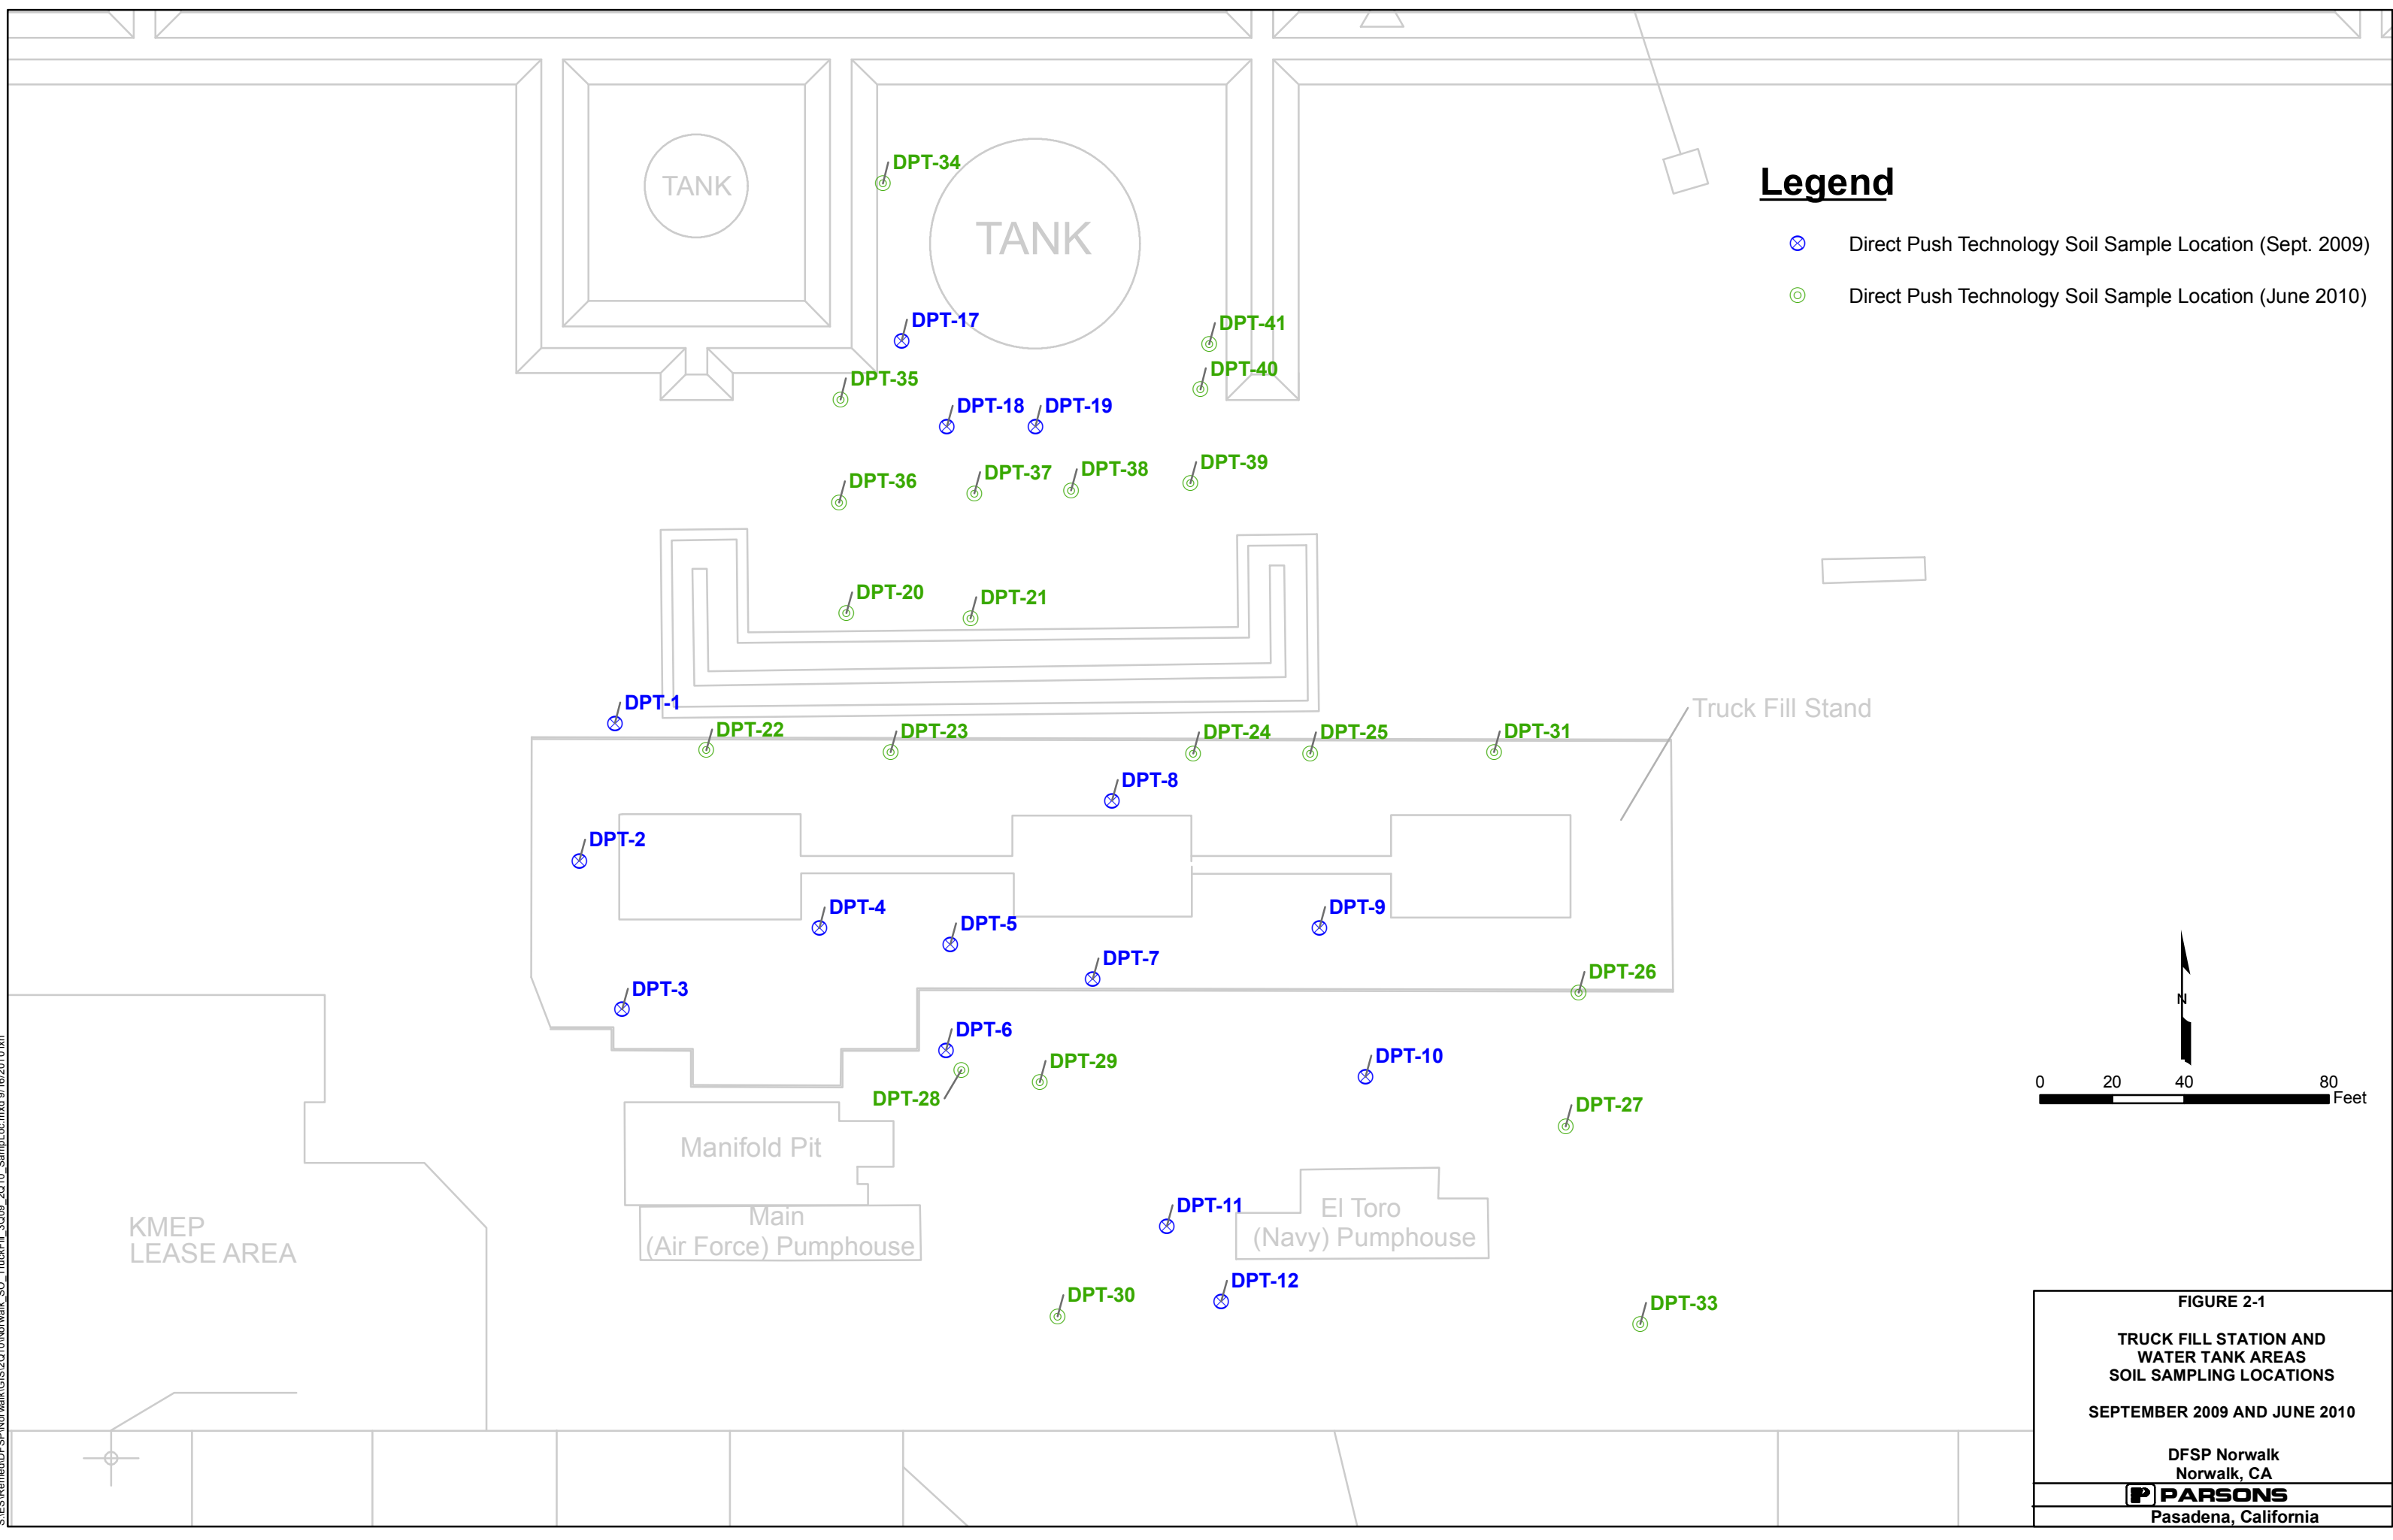 TANK
TANK
DPT-34
Legend
Direct Push Technology Soil Sample Location (Sept. 2009)
Direct Push Technology Soil Sample Location (June 2010)
DPT-17
DPT-41
DPT-40
DPT-35
DPT-18
DPT-19
DPT-36
DPT-37
DPT-38
DPT-39
DPT-20
DPT-21
DPT-1
Truck Fill Stand
DPT-22
DPT-23
DPT-24
DPT-25
DPT-31
DPT-8
DPT-2
DPT-4
DPT-5
DPT-9
DPT-7
DPT-26
DPT-3
DPT-6
DPT-29
DPT-10
DPT-28
DPT-27
N
0 20 40 80
Feet
Manifold Pit
Main
(Air Force) Pumphouse
DPT-11
El Toro
(Navy) Pumphouse
KMEP
LEASE AREA
DPT-12
DPT-30
DPT-33
FIGURE 2-1
TRUCK FILL STATION AND
WATER TANK AREAS
SOIL SAMPLING LOCATIONS
SEPTEMBER 2009 AND JUNE 2010
DFSP Norwalk
Norwalk, CA
PARSONS
Pasadena, California